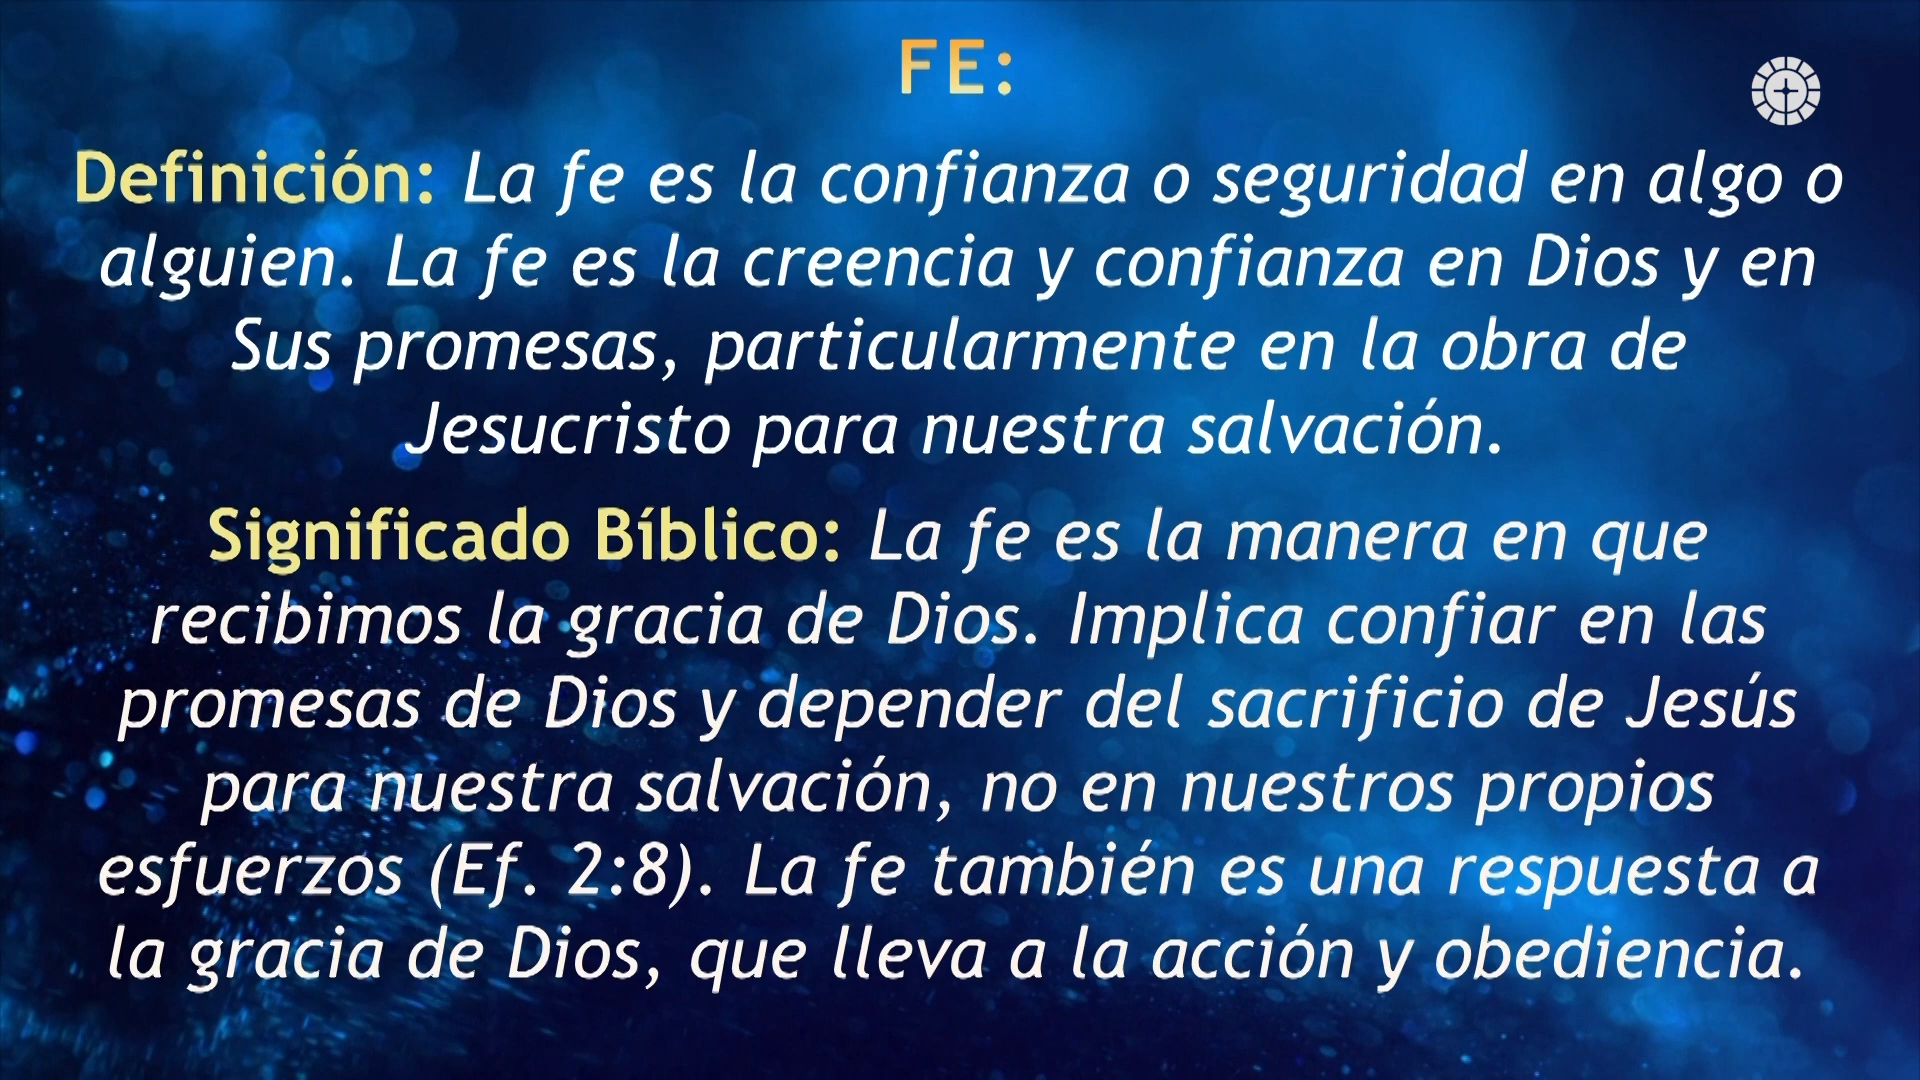 FE:
Definición: La fe es la confianza o seguridad en algo o
alguien. La fe es la creencia y confianza en Dios y en
Sus promesas, particularmente en la obra de
Jesucristo para nuestra salvación.
Significado Bíblico: La fe es la manera en que
recibimos la gracia de Dios. Implica confiar en las
promesas de Dios y depender del sacrificio de Jesús
para nuestra salvación, no en nuestros propios
esfuerzos (Ef. 2:8). La fe también es una respuesta a
la gracia de Dios, que lleva a la acción y obediencia.